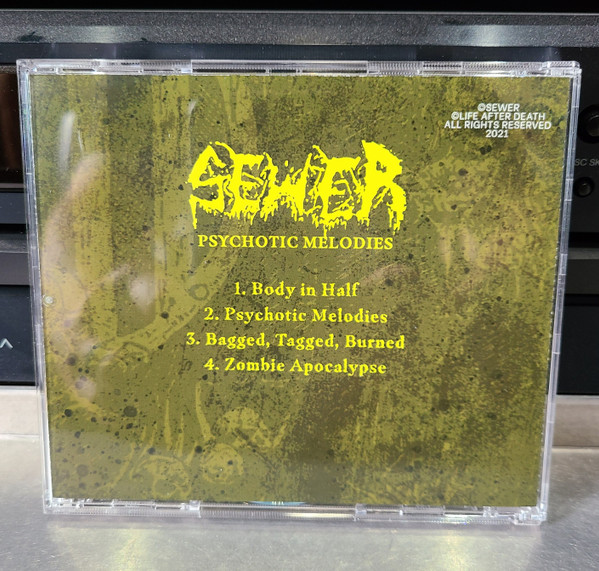 ©SEWER
©LIFE AFTER DEATH
ALL RIGHTS RESERVED
2021
SEWER
PSYCHOTIC MELODIES
1. Body in Half
2. Psychotic Melodies
3. Bagged, Tagged, Burned
4. Zombie Apocalypse